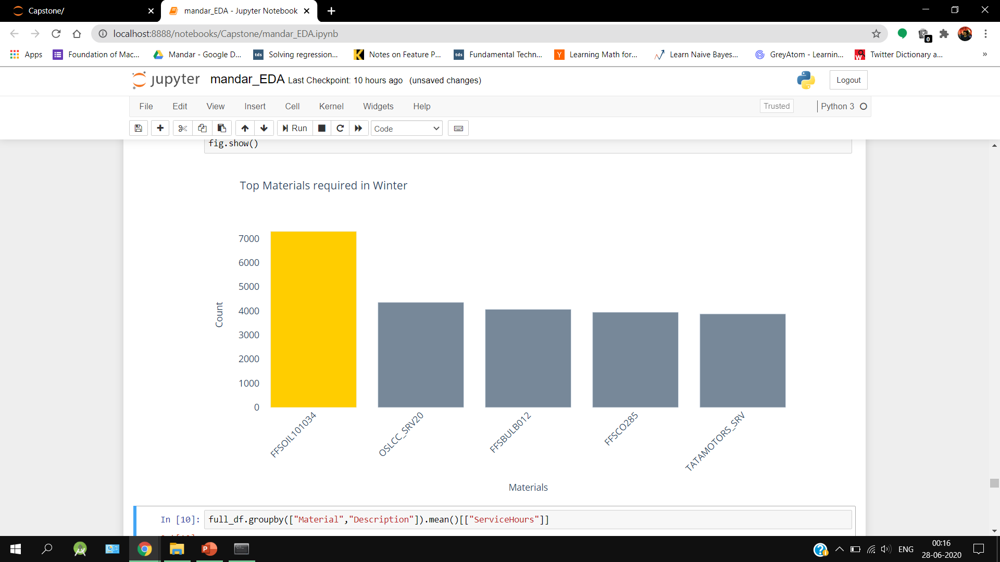 Capstone/
mandar_EDA - Jupyter Notebook
localhost:8888/notebooks/Capstone/mandar_EDA.ipynb
0
Apps
Foundation of Mac...
Mandar - Google D...
tds
Solving regression...
Notes on Feature P...
tds
Fundamental Techn...
Y
Learning Math for...
Learn Naive Bayes...
GreyAtom - Learnin...
W
Twitter Dictionary a...
»
jupyter
mandar_EDA
Last Checkpoint: 10 hours ago
(unsaved changes)
Logout
File
Edit
View
Insert
Cell
Kernel
Widgets
Help
Trusted
Python 3
Run
Code
fig.show()
Top Materials required in Winter
7000
6000
5000
4000
3000
2000
1000
0
Count
FFSOIL101034
OSLCC_SRV20
FFSBULB012
FFSCO285
TATAMOTORS_SRV
Materials
In [10]:
full_df.groupby(["Material","Description"]).mean()[["ServiceHours"]]
P
ENG
00:16
28-06-2020